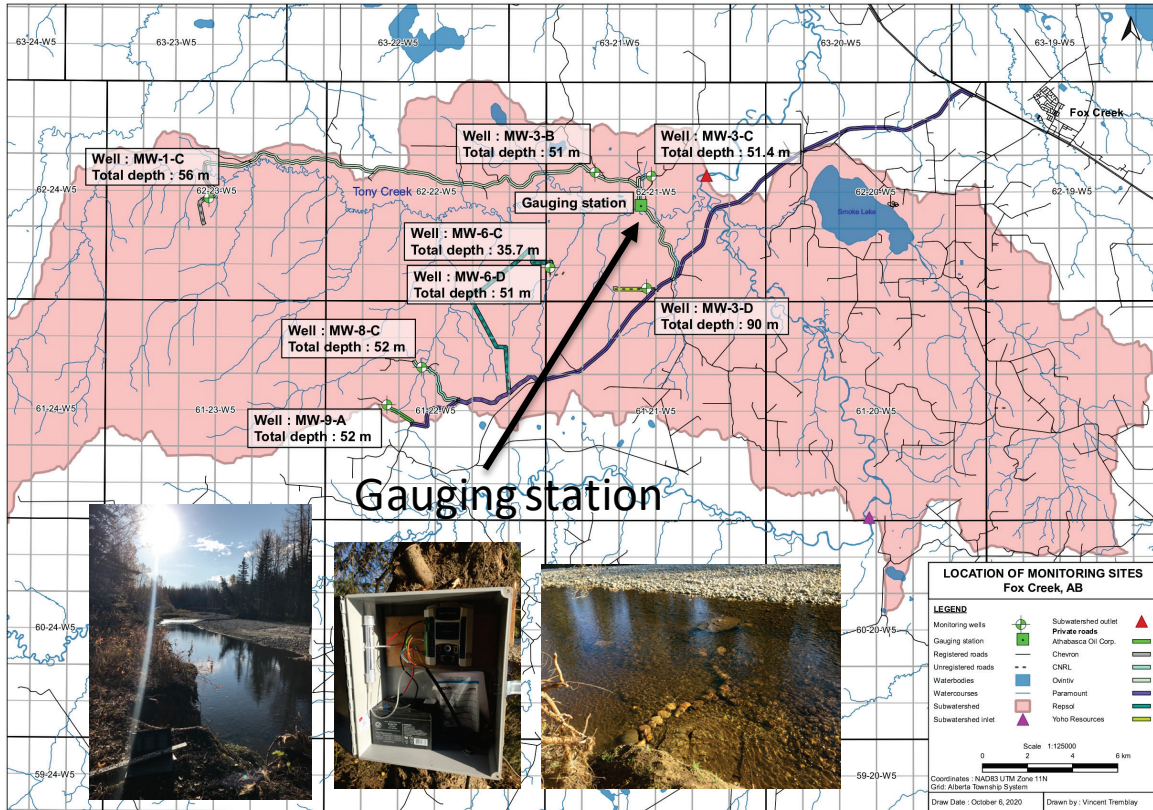 63-24-W5
63-23-W5
63-22-W5
63-21-W5
63-20-W5
63-19-W5
Fox Creek
Well : MW-1-C
Total depth : 56 m
Well : MW-3-B
Total depth : 51 m
Well : MW-3-C
Total depth : 51.4 m
62-24-W5
62-23-W5
Tony Creek
62-22-W5
62-21-W5
62-20-W5
62-19-W5
Gauging station
Smoke Lake
Well : MW-6-C
Total depth : 35.7 m
Well : MW-6-D
Total depth : 51 m
Well : MW-3-D
Total depth : 90 m
Well : MW-8-C
Total depth : 52 m
61-24-W5
61-23-W5
61-22-W5
61-21-W5
61-20-W5
Well : MW-9-A
Total depth : 52 m
Gauging station
60-24-W5
60-20-W5
59-24-W5
59-20-W5
LOCATION OF MONITORING SITES
Fox Creek, AB
LEGEND
Monitoring wells
Gauging station
Registered roads
Unregistered roads
Waterbodies
Watercourses
Subwatershed
Subwatershed inlet
Subwatershed outlet
Private roads
Athabasca Oil Corp.
Chevron
CNRL
Ovintiv
Paramount
Repsol
Yoho Resources
Scale 1:125000
0 2 4 6 km
Coordinates : NAD83 UTM Zone 11N
Grid: Alberta Township System
Draw Date : October 6, 2020
Drawn by : Vincent Tremblay